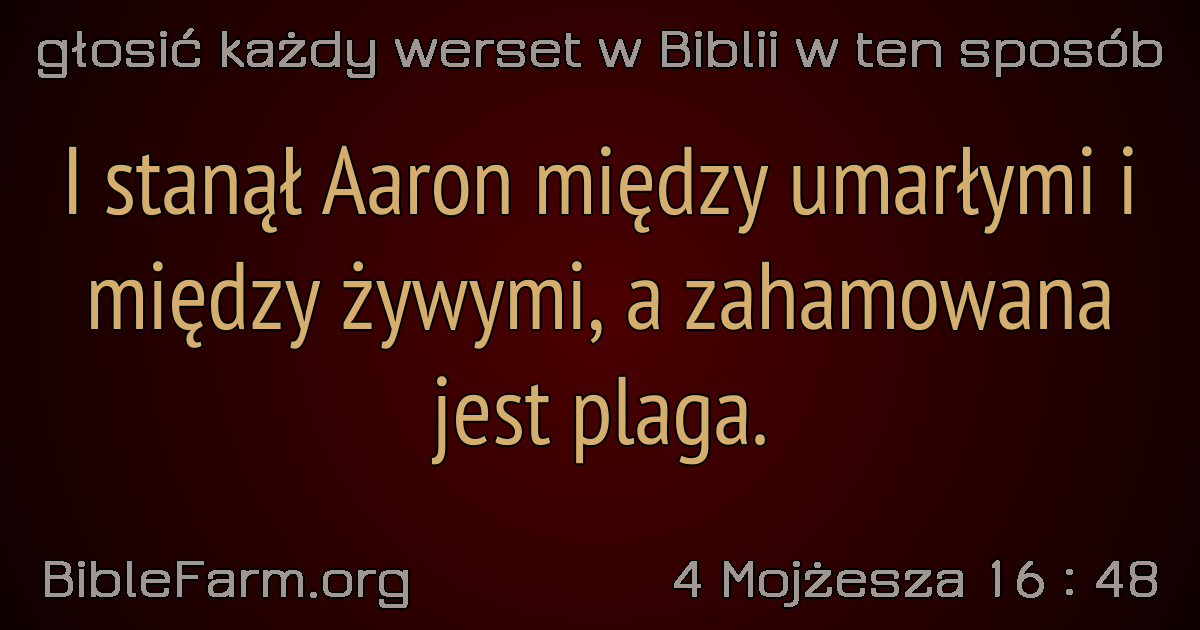 głosić każdy werset w Biblii w ten sposób
I stanął Aaron między umarłymi i
między żywymi, a zahamowana
jest plaga.
BibleFarm.org
4 Mojżesza 16 : 48